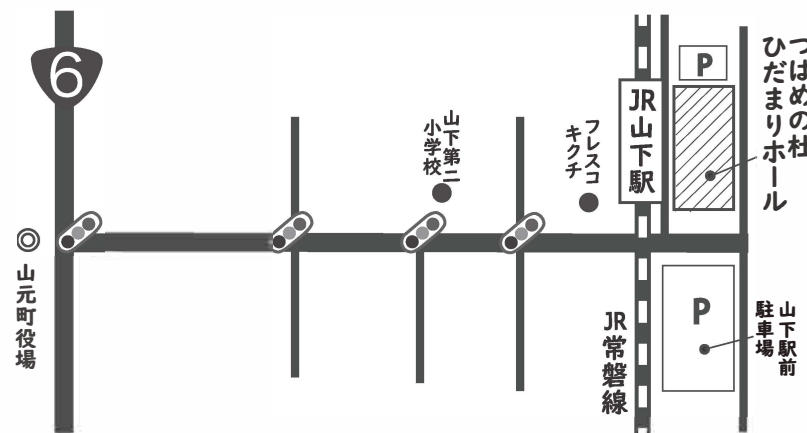 6
山元町役場
山下第二
小学校
フレスコ
キクチ
JR山下駅
JR常磐線
P
つばめの杜
ひだまりホール
P
山下駅前
駐車場